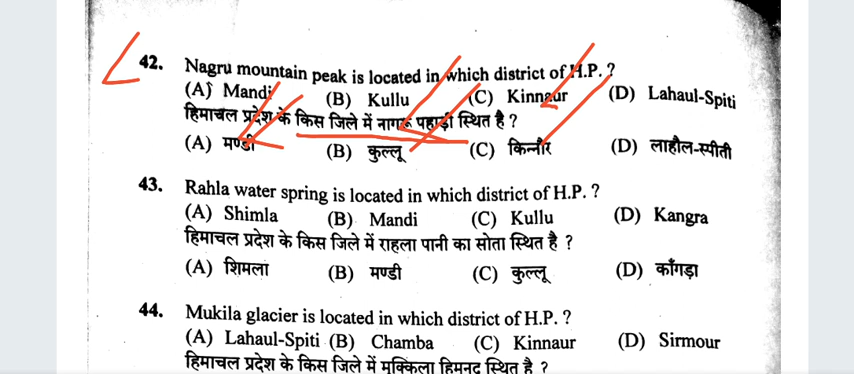 42. Nagru mountain peak is located in which district of H.P. ?
(A) Mandi (B) Kullu (C) Kinnaur (D) Lahaul-Spiti
हिमाचल प्रदेश के किस जिले में नागरू पहाड़ी स्थित है ?
(A) मण्डी (B) कुल्लू (C) किन्नौर (D) लाहौल-स्पीती
43. Rahla water spring is located in which district of H.P. ?
(A) Shimla (B) Mandi (C) Kullu (D) Kangra
हिमाचल प्रदेश के किस जिले में राहला पानी का सोता स्थित है ?
(A) शिमला (B) मण्डी (C) कुल्लू (D) काँगड़ा
44. Mukila glacier is located in which district of H.P. ?
(A) Lahaul-Spiti (B) Chamba (C) Kinnaur (D) Sirmour
हिमाचल प्रदेश के किस जिले में मुक्किला हिमनद स्थित है ?